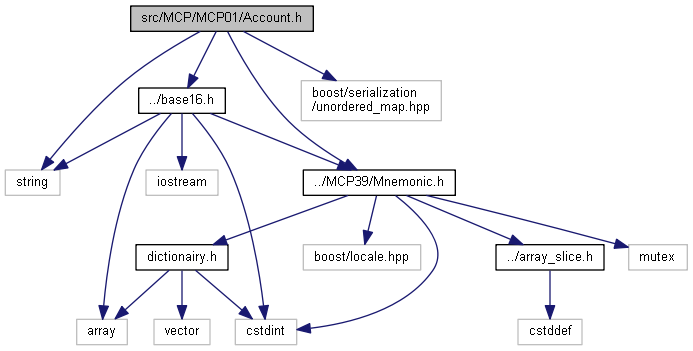 src/MCP/MCP01/Account.h
boost/serialization
/unordered_map.hpp
../base16.h
string
iostream
../MCP39/Mnemonic.h
dictionairy.h
boost/locale.hpp
../array_slice.h
mutex
array
vector
cstdint
cstddef